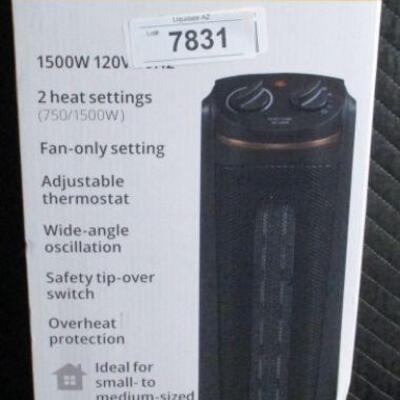 Liquidate AZ
Lot# 7831
1500W 120V
2 heat settings
(750/1500W)
Fan-only setting
Adjustable
thermostat
Wide-angle
oscillation
Safety tip-over
switch
Overheat
protection
Ideal for
small- to
medium-sized